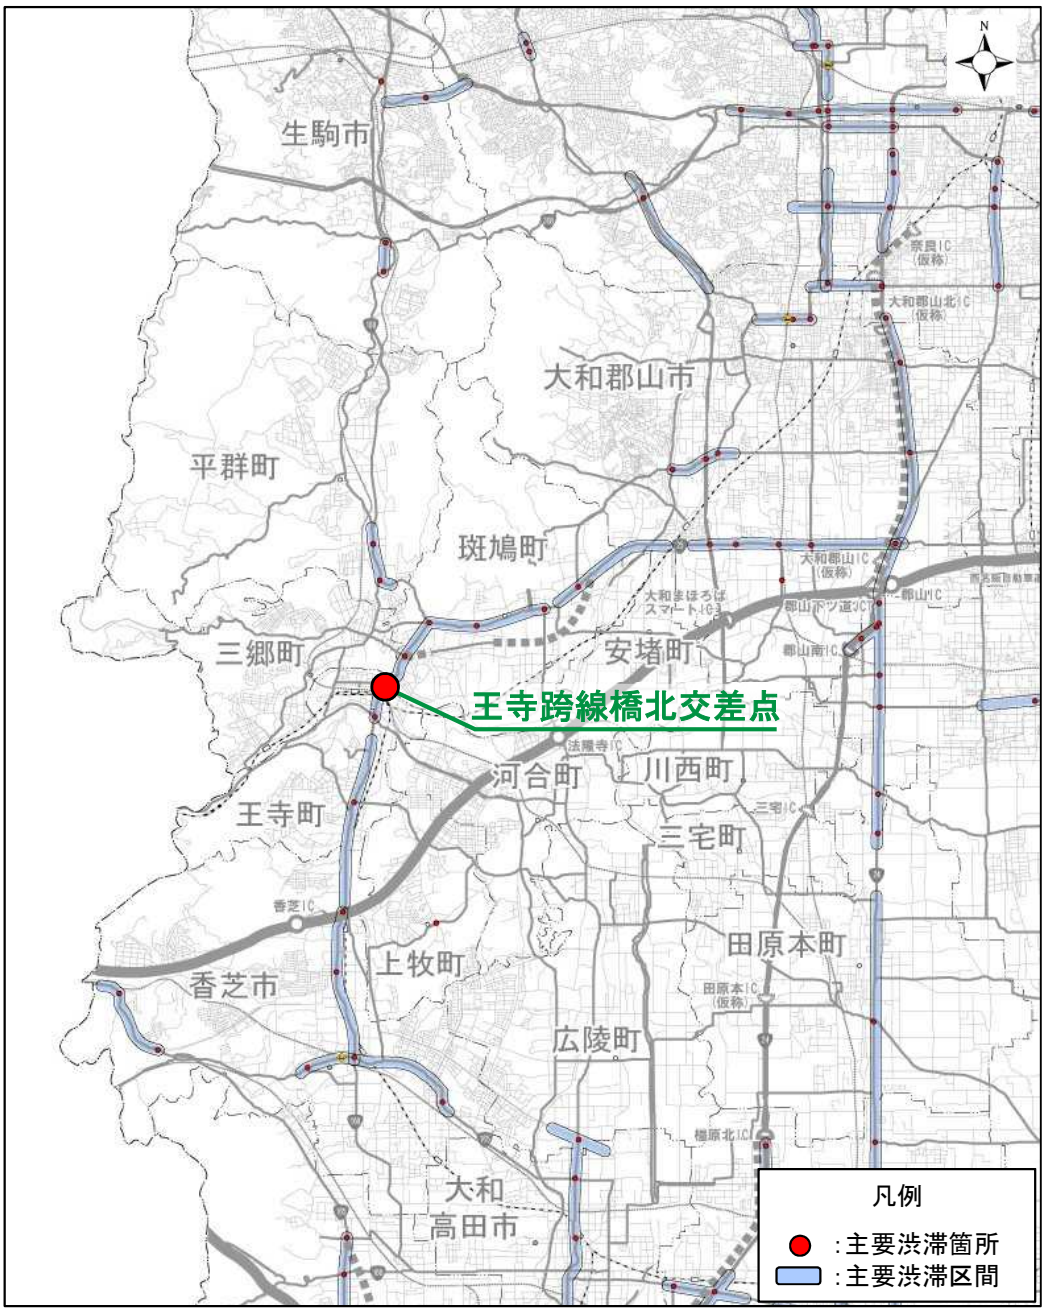 N
生駒市
奈良IC
(仮称)
大和郡山北IC
(仮称)
大和郡山市
平群町
斑鳩町
大和郡山IC
(仮称)
西名阪自動車道
郡山IC
大和まほろば
スマートIC
郡山下ツ道JCT
三郷町
安堵町
郡山南IC
王寺跨線橋北交差点
法隆寺IC
河合町
川西町
王寺町
三宅IC
三宅町
香芝IC
田原本町
上牧町
香芝市
田原本IC
(仮称)
広陵町
橿原北IC
大和
高田市
凡例
:主要渋滞箇所
:主要渋滞区間